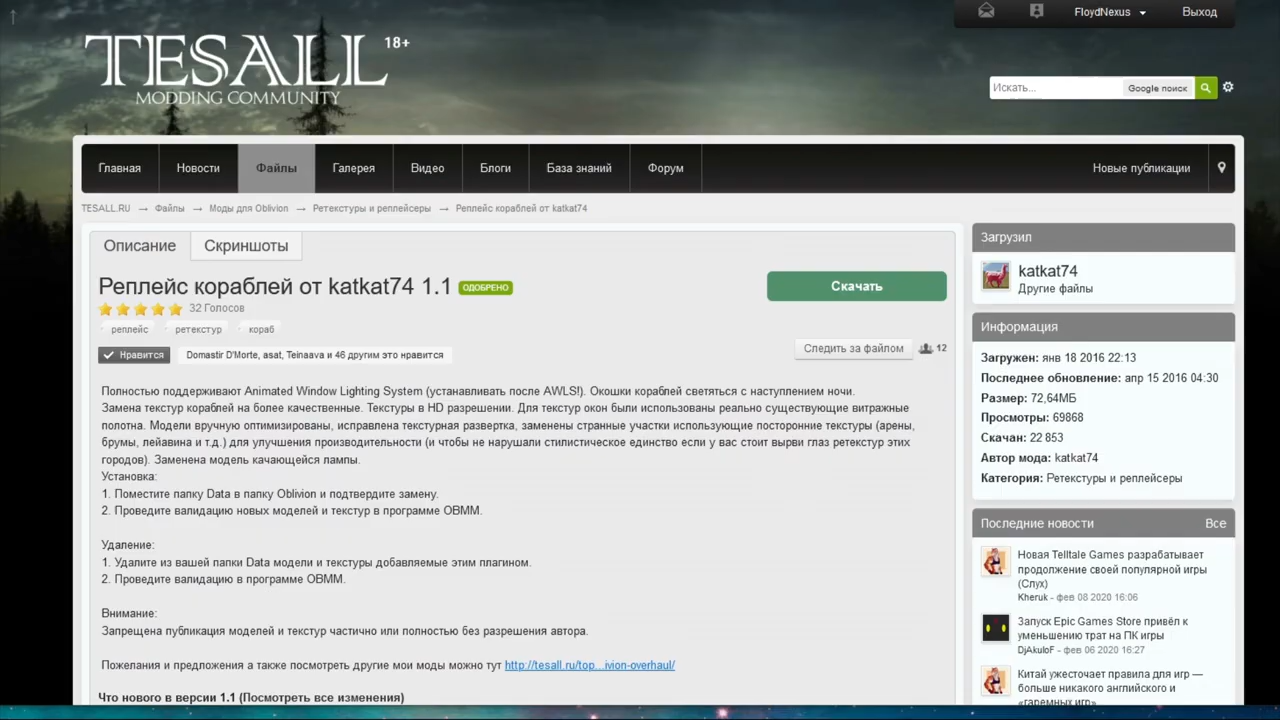 FloydNexus
Выход
TESALL
18+
MODDING COMMUNITY
Искать...
Google поиск
Главная
Новости
Файлы
Галерея
Видео
Блоги
База знаний
Форум
Новые публикации
TESALL.RU → Файлы → Моды для Oblivion → Ретекстуры и реплейсеры → Реплейс кораблей от katkat74
Описание
Скриншоты
Реплейс кораблей от katkat74 1.1
ОДОБРЕНО
Скачать
32 Голосов
реплейс
ретекстур
кораб
Нравится
Domastir D'Morte, asat, Teinaava и 46 другим это нравится
Следить за файлом
12
Полностью поддерживают Animated Window Lighting System (устанавливать после AWLS!). Окошки кораблей светяться с наступлением ночи.
Замена текстур кораблей на более качественные. Текстуры в HD разрешении. Для текстур окон были использованы реально существующие витражные
полотна. Модели вручную оптимизированы, исправлена текстурная развертка, заменены странные участки использующие посторонние текстуры (арены,
брумы, лейавина и т.д.) для улучшения производительности (и чтобы не нарушали стилистическое единство если у вас стоит вырви глаз ретекстур этих
городов). Заменена модель качающейся лампы.
Установка:
1. Поместите папку Data в папку Oblivion и подтвердите замену.
2. Проведите валидацию новых моделей и текстур в программе OBMM.
Удаление:
1. Удалите из вашей папки Data модели и текстуры добавляемые этим плагином.
2. Проведите валидацию в программе OBMM.
Внимание:
Запрещена публикация моделей и текстур частично или полностью без разрешения автора.
Пожелания и предложения а также посмотреть другие мои моды можно тут http://tesall.ru/top...ivion-overhaul/
Что нового в версии 1.1 (Посмотреть все изменения)
Загрузил
katkat74
Другие файлы
Информация
Загружен: янв 18 2016 22:13
Последнее обновление: апр 15 2016 04:30
Размер: 72,64МБ
Просмотры: 69868
Скачан: 22 853
Автор мода: katkat74
Категория: Ретекстуры и реплейсеры
Последние новости
Все
Новая Telltale Games разрабатывает
продолжение своей популярной игры
(Слух)
Kheruk - фев 08 2020 16:06
Запуск Epic Games Store привёл к
уменьшению трат на ПК игры
DjAkuloF - фев 06 2020 16:27
Китай ужесточает правила для игр —
больше никакого английского и
«гаремных игр»